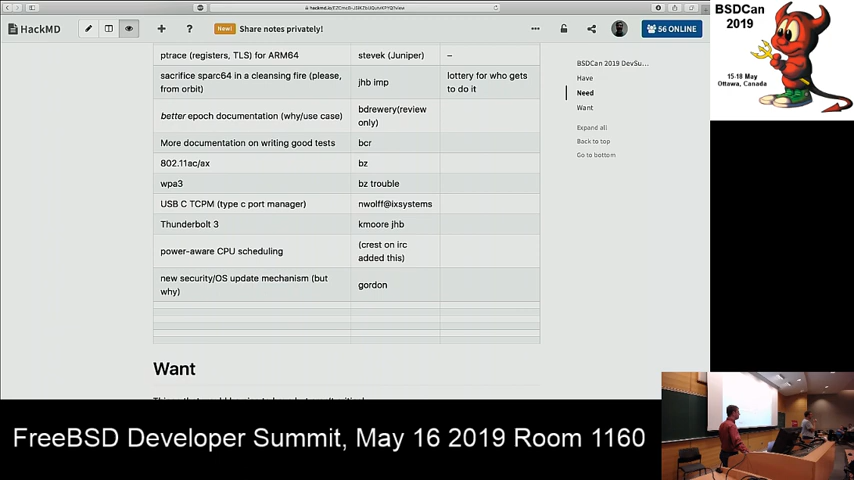 HackMD
New!
Share notes privately!
56 ONLINE
BSDCan
2019
15-18 May
Ottawa, Canada
ptrace (registers, TLS) for ARM64
stevek (Juniper)
–
sacrifice sparc64 in a cleansing fire (please,
from orbit)
jhb imp
lottery for who gets
to do it
better epoch documentation (why/use case)
bdrewery(review
only)
More documentation on writing good tests
bcr
802.11ac/ax
bz
wpa3
bz trouble
USB C TCPM (type c port manager)
nwolff@ixsystems
Thunderbolt 3
kmoore jhb
power-aware CPU scheduling
(crest on irc
added this)
new security/OS update mechanism (but
why)
gordon
Want
BSDCan 2019 DevSu...
Have
Need
Want
Expand all
Back to top
Go to bottom
FreeBSD Developer Summit, May 16 2019 Room 1160